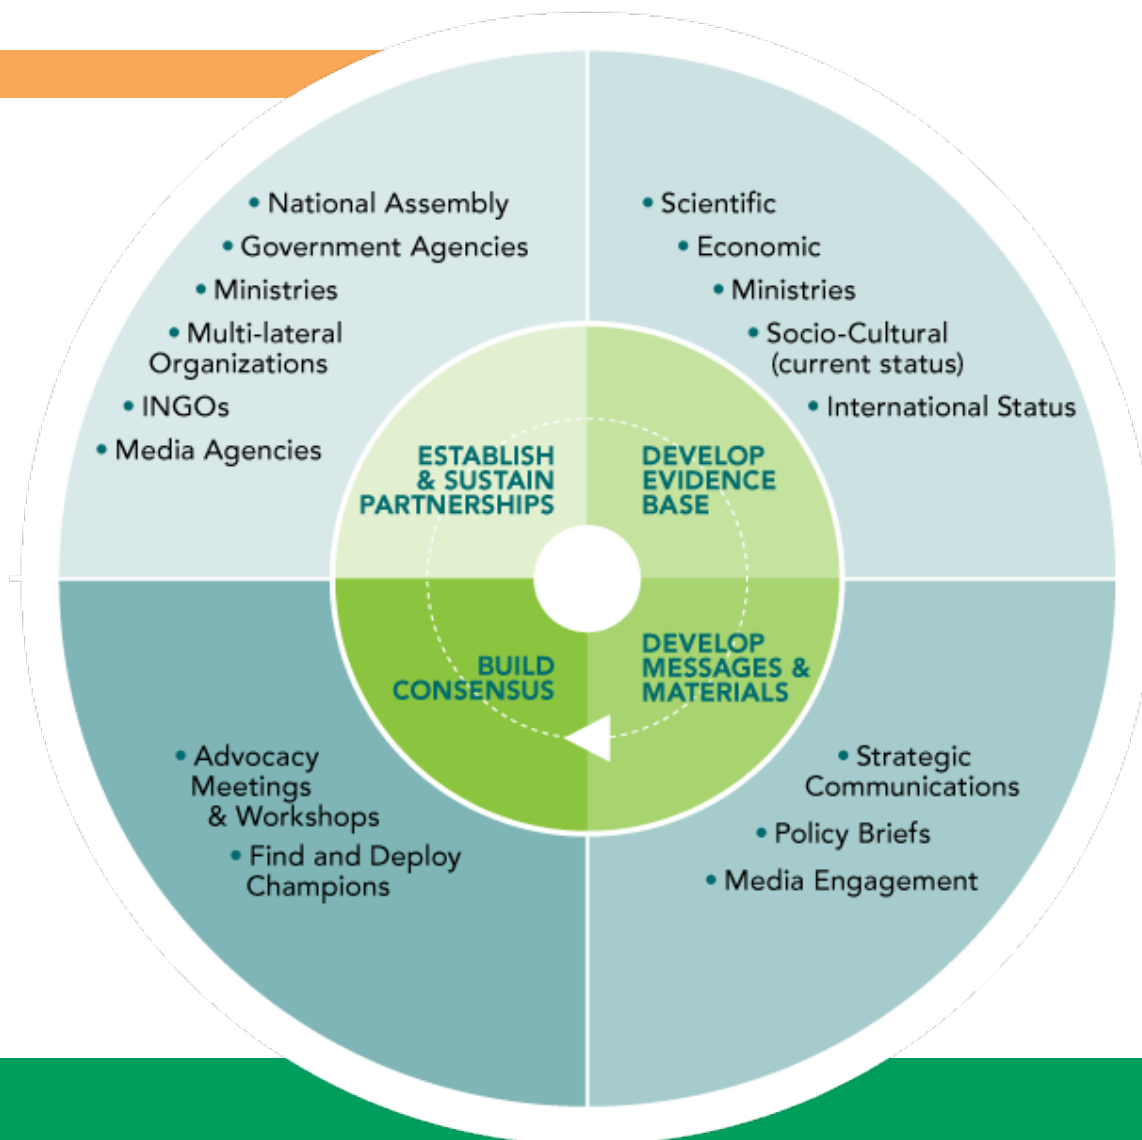 • National Assembly
• Government Agencies
• Ministries
• Multi-lateral
Organizations
• INGOs
• Media Agencies
• Scientific
• Economic
• Ministries
• Socio-Cultural
(current status)
• International Status
ESTABLISH
& SUSTAIN
PARTNERSHIPS
DEVELOP
EVIDENCE
BASE
BUILD
CONSENSUS
DEVELOP
MESSAGES &
MATERIALS
• Advocacy
Meetings
& Workshops
• Find and Deploy
Champions
• Strategic
Communications
• Policy Briefs
• Media Engagement